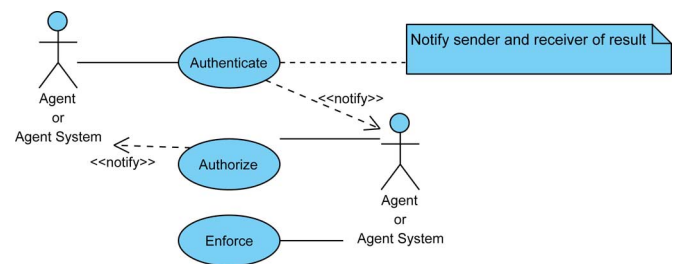 Notify sender and receiver of result
Authenticate
<<notify>>
Agent
or
Agent System
<<notify>>
Authorize
Agent
or
Agent System
Enforce